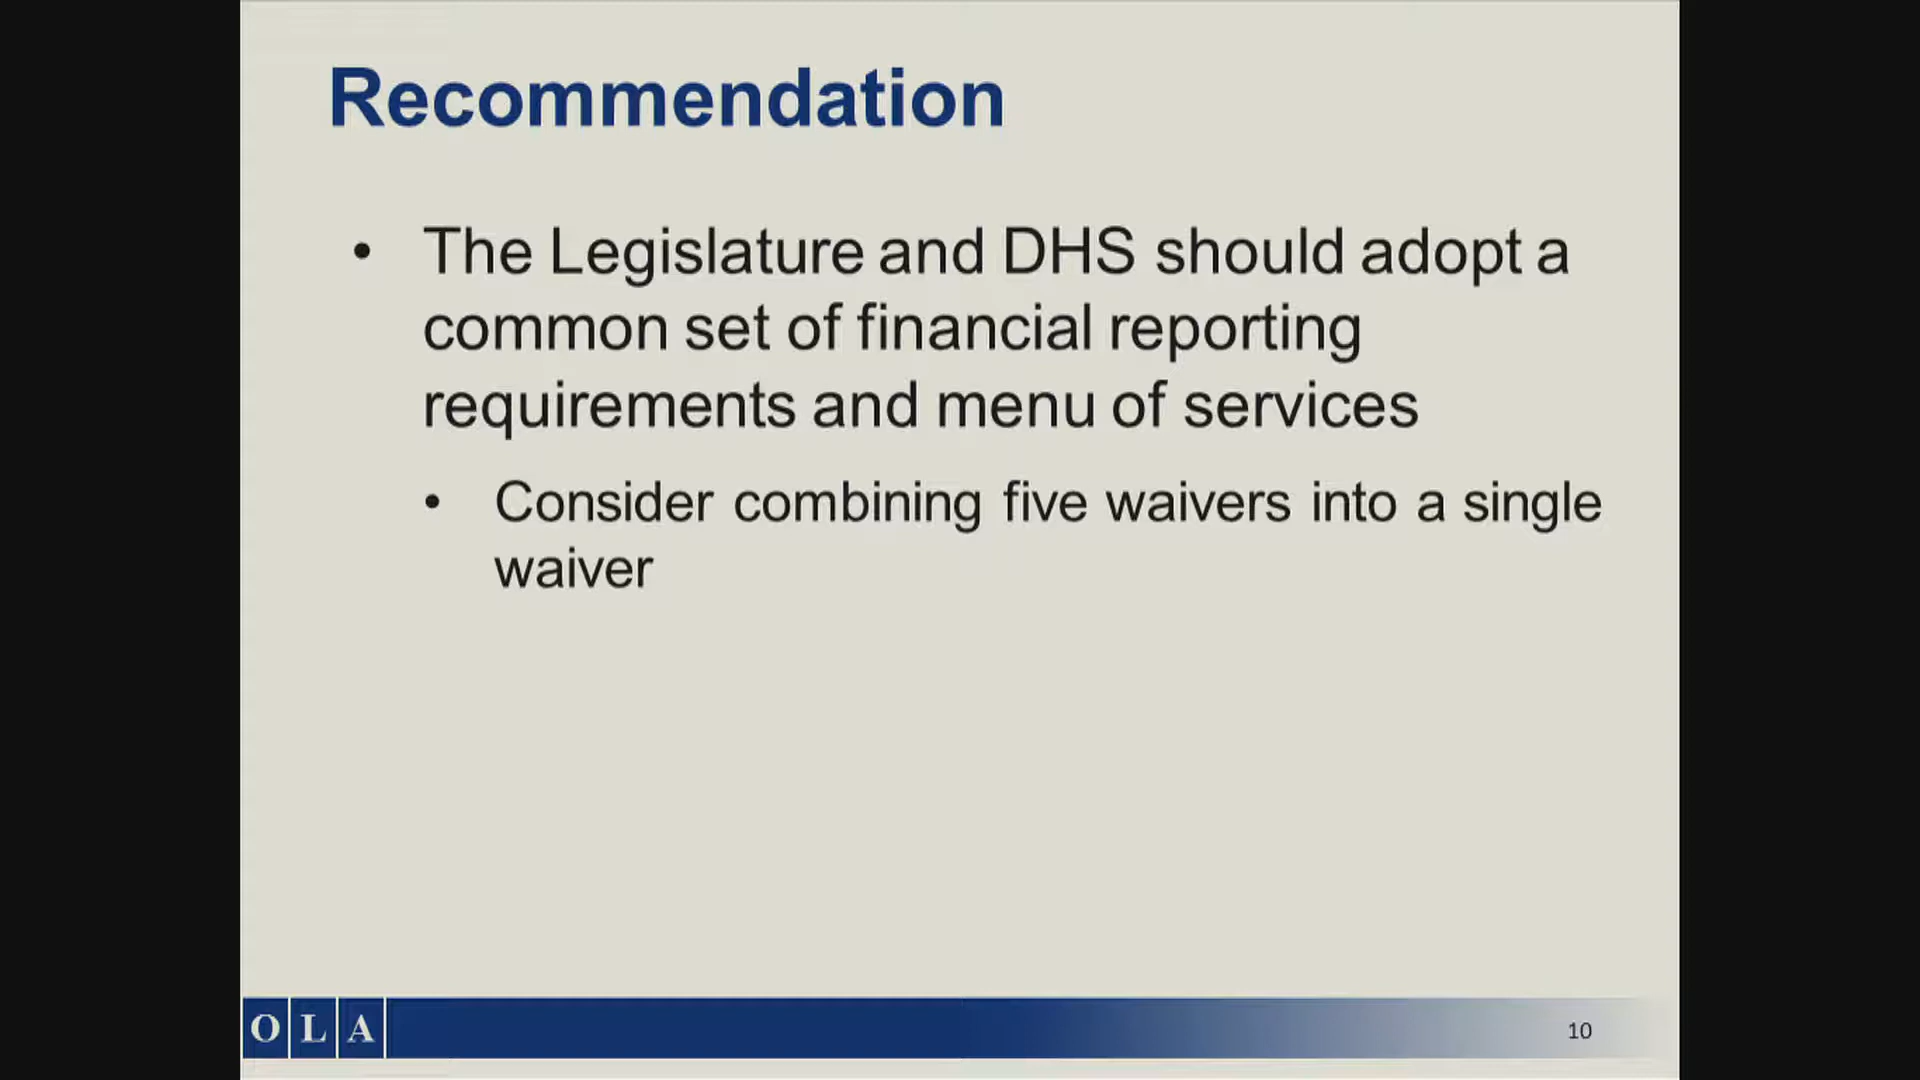 Recommendation
• The Legislature and DHS should adopt a
common set of financial reporting
requirements and menu of services
• Consider combining five waivers into a single
waiver
OLA
10